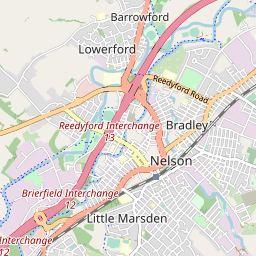 Barrowford
Lowerford
Reedyford Road
Reedyford Interchange
13
Bradley
Nelson
Brierfield Interchange
12
Little Marsden
Interchange
12